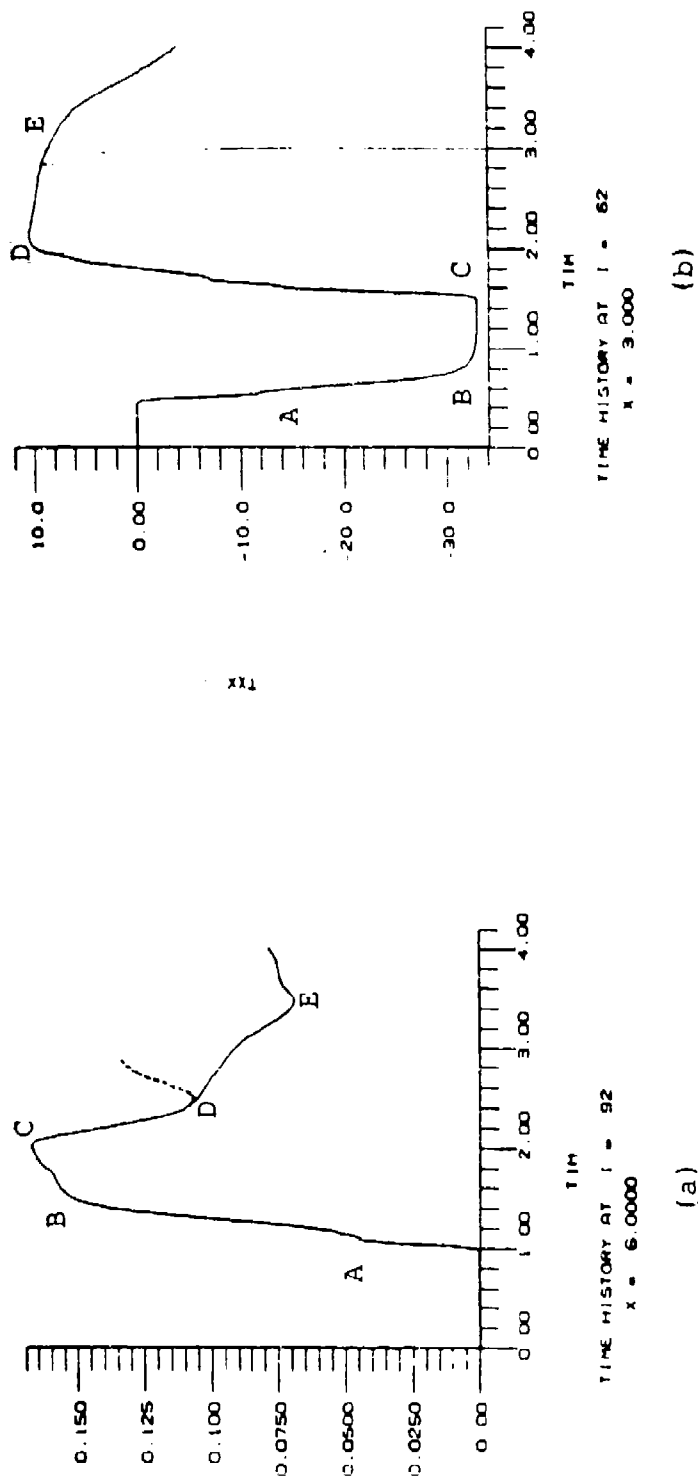 0.150
0.125
0.100
0.0750
0.0500
0.0250
0.00
A
B
C
D
E
0.00
1.00
2.00
3.00
4.00
TIM
TIME HISTORY AT I = 92
X = 6.0000
(a)
TXX
10.0
0.00
-10.0
-20.0
-30.0
A
B
C
D
E
0.00
1.00
2.00
3.00
4.00
TIM
TIME HISTORY AT I = 62
X = 3.000
(b)